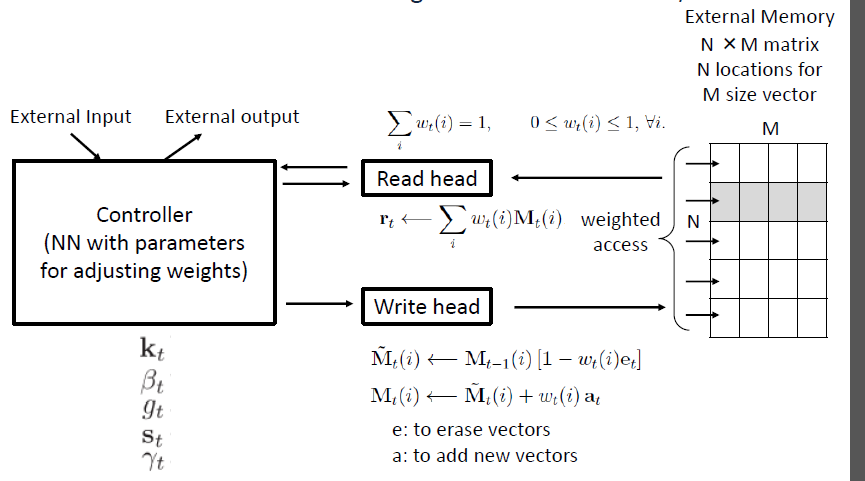 External Memory
N × M matrix
N locations for
M size vector
M
External Input
External output
∑_i w_t(i) = 1, 0 ≤ w_t(i) ≤ 1, ∀i.
Read head
r_t ⟵ ∑_i w_t(i)M_t(i)
weighted
access
N
Controller
(NN with parameters
for adjusting weights)
Write head
k_t
β_t
g_t
s_t
γ_t
M̃_t(i) ⟵ M_{t−1}(i) [1 − w_t(i)e_t]
M_t(i) ⟵ M̃_t(i) + w_t(i) a_t
e: to erase vectors
a: to add new vectors